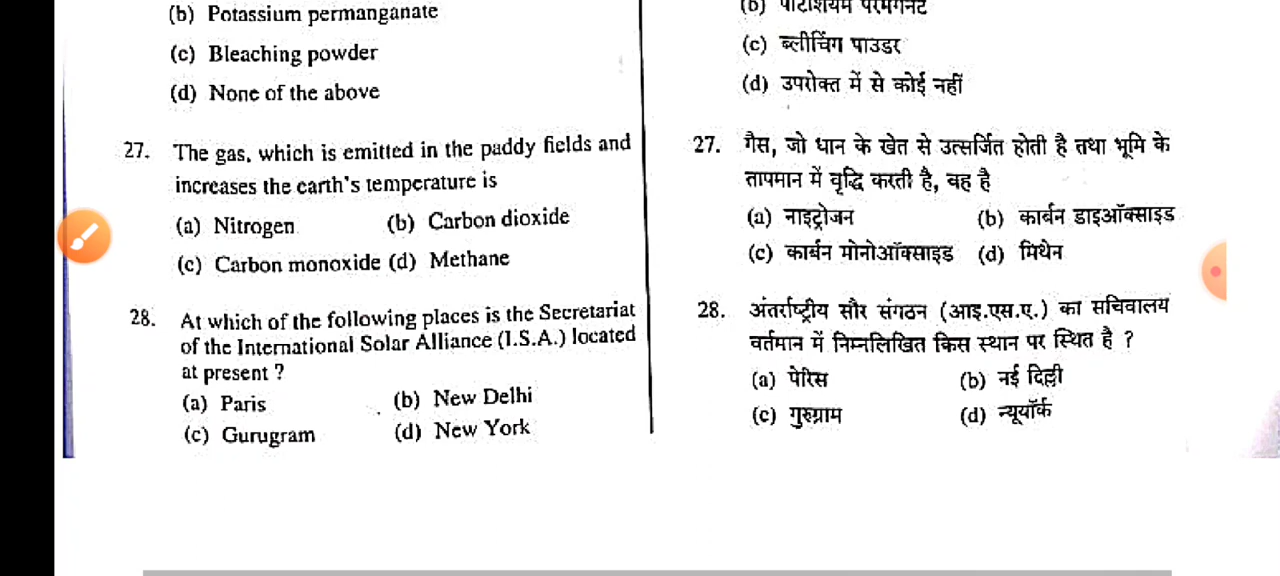 (b) Potassium permanganate
(c) Bleaching powder
(d) None of the above
27. The gas, which is emitted in the paddy fields and
increases the earth's temperature is
(a) Nitrogen (b) Carbon dioxide
(c) Carbon monoxide (d) Methane
28. At which of the following places is the Secretariat
of the International Solar Alliance (I.S.A.) located
at present ?
(a) Paris (b) New Delhi
(c) Gurugram (d) New York
(b) पोटाशियम परमैंगनेट
(c) ब्लीचिंग पाउडर
(d) उपरोक्त में से कोई नहीं
27. गैस, जो धान के खेत से उत्सर्जित होती है तथा भूमि के
तापमान में वृद्धि करती है, वह है
(a) नाइट्रोजन (b) कार्बन डाइऑक्साइड
(c) कार्बन मोनोऑक्साइड (d) मिथेन
28. अंतर्राष्ट्रीय सौर संगठन (आइ.एस.ए.) का सचिवालय
वर्तमान में निम्नलिखित किस स्थान पर स्थित है ?
(a) पेरिस (b) नई दिल्ली
(c) गुरुग्राम (d) न्यूयॉर्क